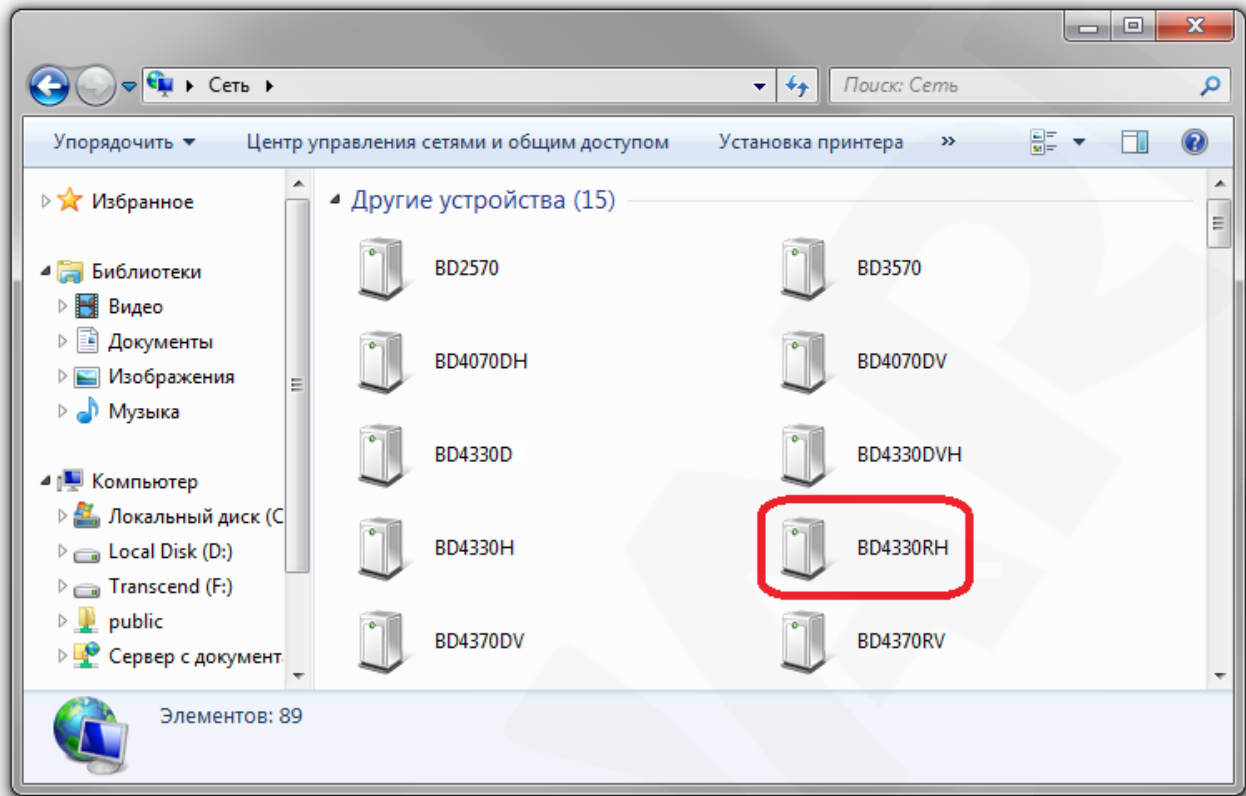 Сеть
Поиск: Сеть
Упорядочить Центр управления сетями и общим доступом Установка принтера »
Избранное
Библиотеки
Видео
Документы
Изображения
Музыка
Компьютер
Локальный диск (C
Local Disk (D:)
Transcend (F:)
public
Сервер с документ
Другие устройства (15)
BD2570 BD3570
BD4070DH BD4070DV
BD4330D BD4330DVH
BD4330H BD4330RH
BD4370DV BD4370RV
Элементов: 89